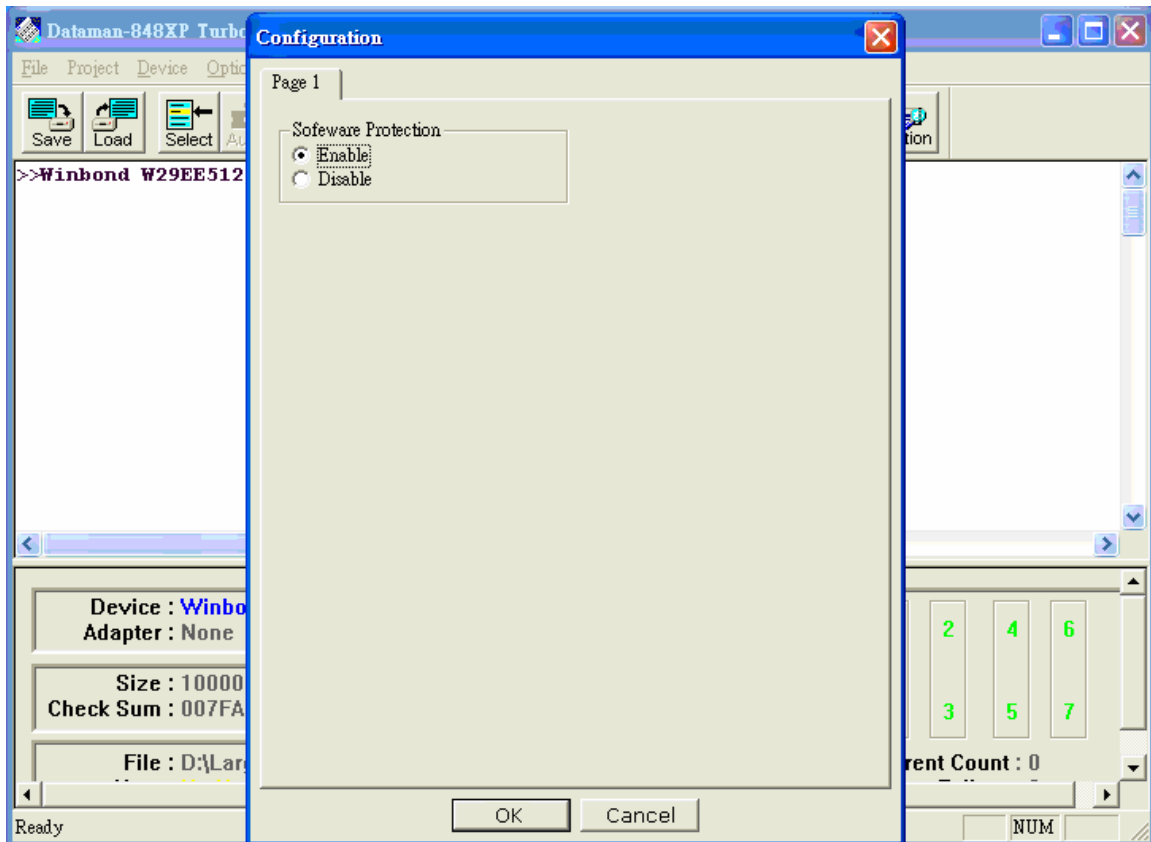 Dataman-848XP Turbo
Configuration
File Project Device Optio
Page 1
Save Load Select Au tion
Sofeware Protection
Enable
Disable
>>Winbond W29EE512
Device : Winbo
Adapter : None
2 4 6
Size : 10000
Check Sum : 007FA
3 5 7
File : D:\Larg
rent Count : 0
OK Cancel
Ready
NUM